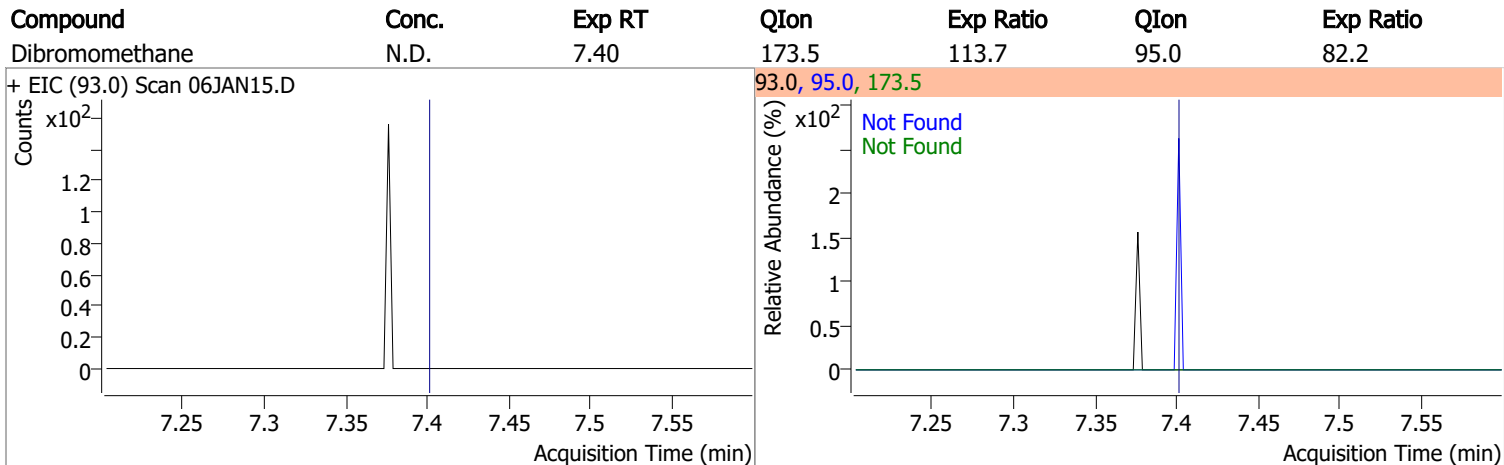 Compound Conc. Exp RT QIon Exp Ratio QIon Exp Ratio
Dibromomethane N.D. 7.40 173.5 113.7 95.0 82.2
+ EIC (93.0) Scan 06JAN15.D
Counts
x10²
1.2
1
0.8
0.6
0.4
0.2
0
7.25 7.3 7.35 7.4 7.45 7.5 7.55
Acquisition Time (min)
93.0, 95.0, 173.5
Relative Abundance (%)
x10²
Not Found
Not Found
2
1.5
1
0.5
0
7.25 7.3 7.35 7.4 7.45 7.5 7.55
Acquisition Time (min)